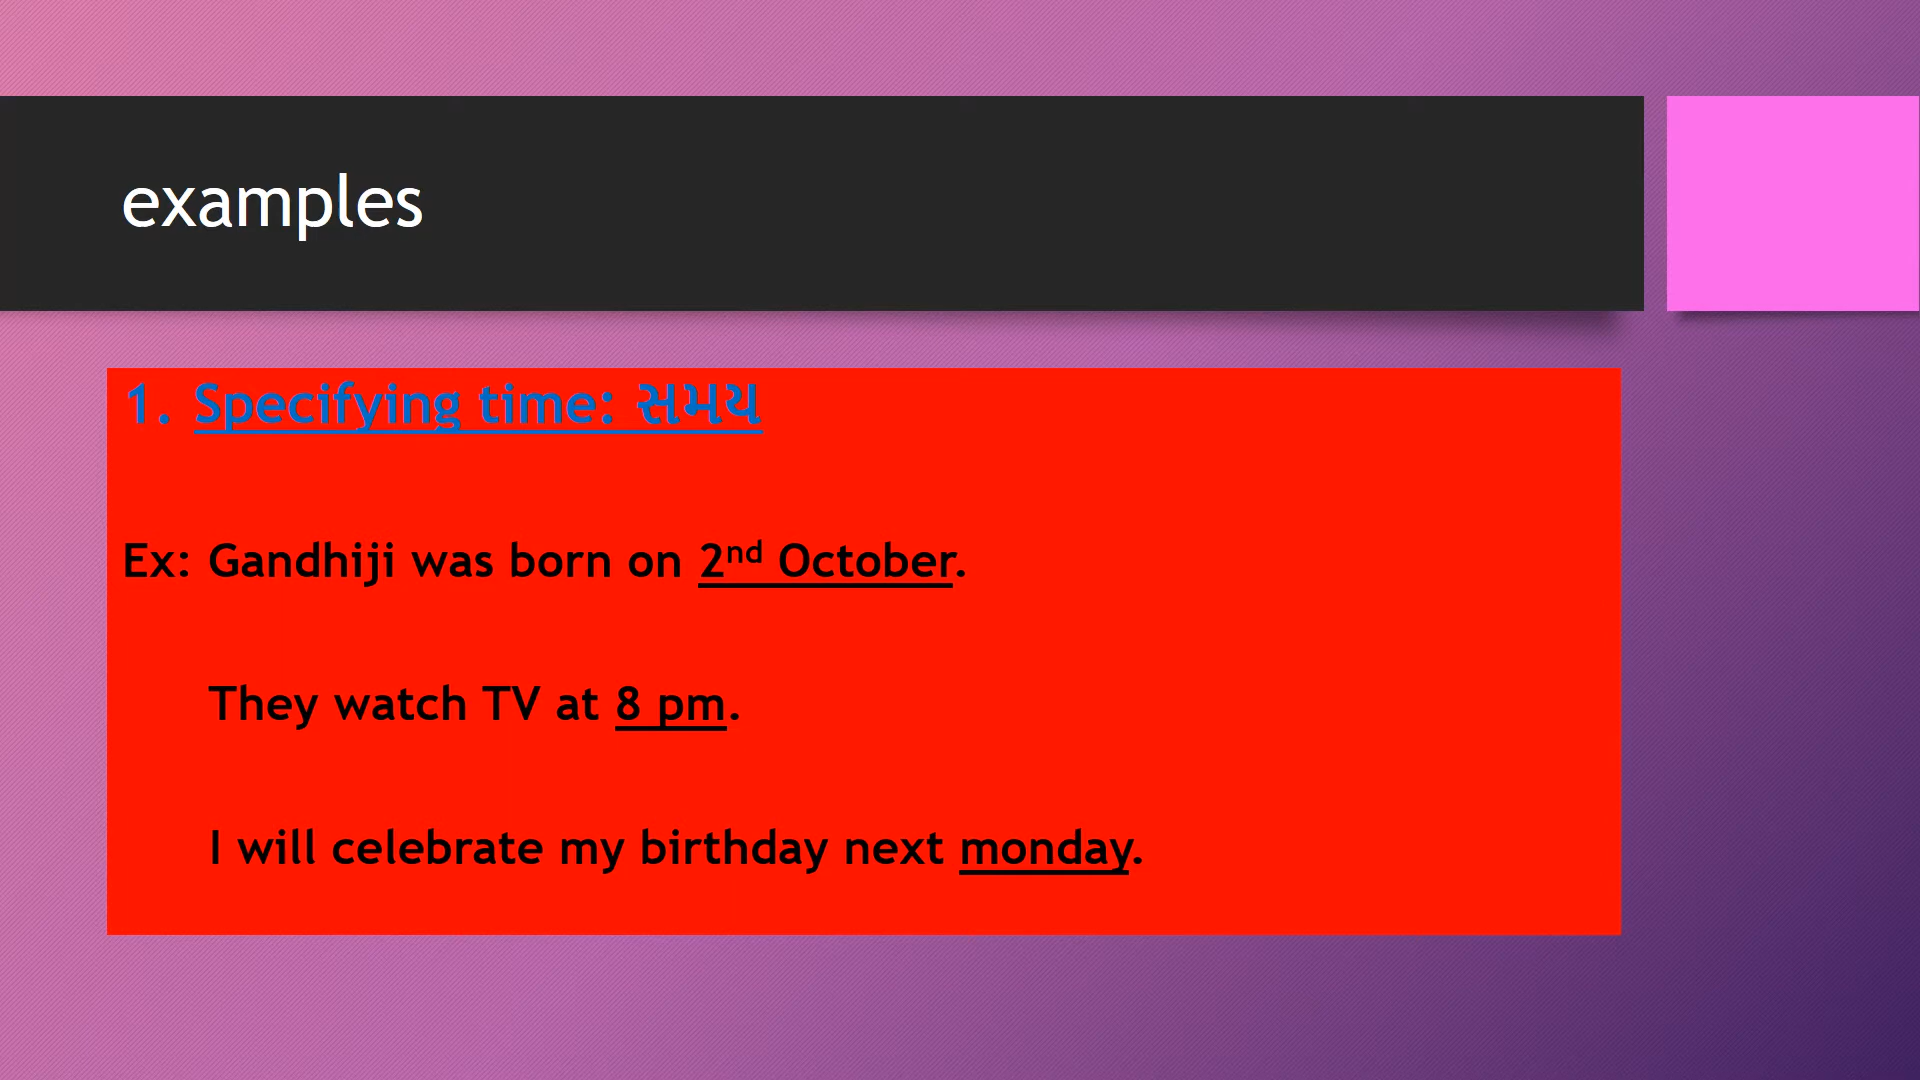 examples
1. Specifying time: સમય
Ex: Gandhiji was born on 2nd October.
They watch TV at 8 pm.
I will celebrate my birthday next monday.